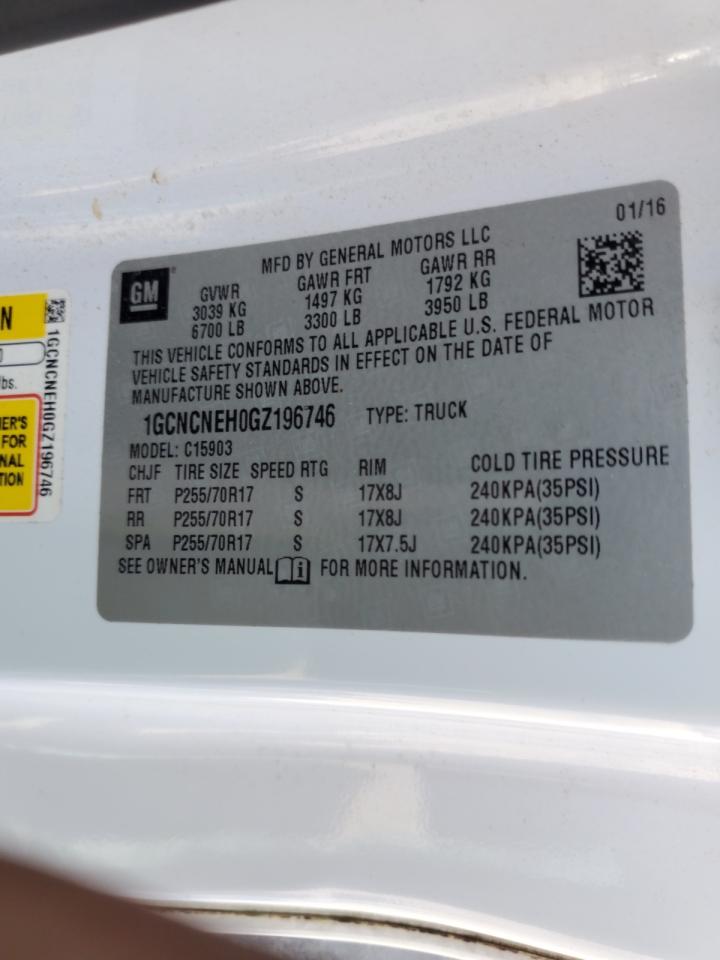 01/16
MFD BY GENERAL MOTORS LLC
GM
GVWR GAWR FRT GAWR RR
3039 KG 1497 KG 1792 KG
6700 LB 3300 LB 3950 LB
THIS VEHICLE CONFORMS TO ALL APPLICABLE U.S. FEDERAL MOTOR
VEHICLE SAFETY STANDARDS IN EFFECT ON THE DATE OF
MANUFACTURE SHOWN ABOVE.
1GCNCNEH0GZ196746 TYPE: TRUCK
MODEL: C15903
CHJF TIRE SIZE SPEED RTG RIM COLD TIRE PRESSURE
FRT P255/70R17 S 17X8J 240KPA(35PSI)
RR P255/70R17 S 17X8J 240KPA(35PSI)
SPA P255/70R17 S 17X7.5J 240KPA(35PSI)
SEE OWNER'S MANUAL i FOR MORE INFORMATION.
1GCNCNEH0GZ196746
lbs.
FOR